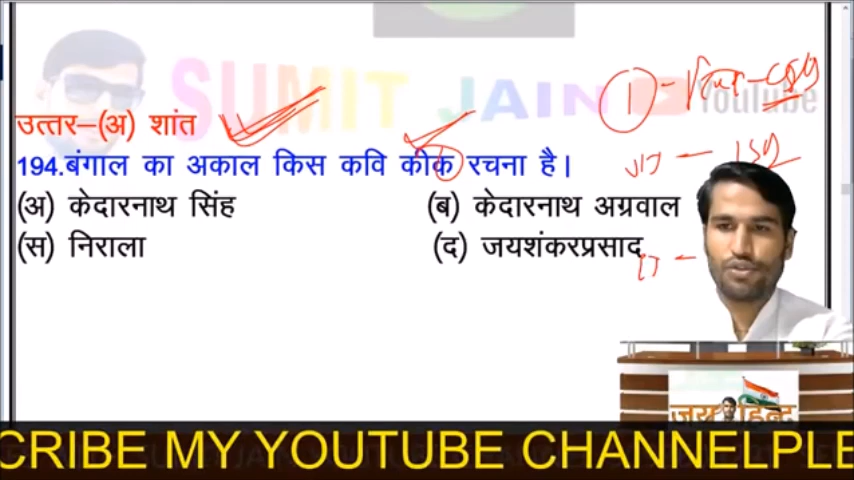 SUMIT JAIN YouTube
उत्तर–(अ) शांत
194.बंगाल का अकाल किस कवि कीक रचना है।
(अ) केदारनाथ सिंह (ब) केदारनाथ अग्रवाल
(स) निराला (द) जयशंकरप्रसाद
जय हिन्द
CRIBE MY YOUTUBE CHANNELPLE